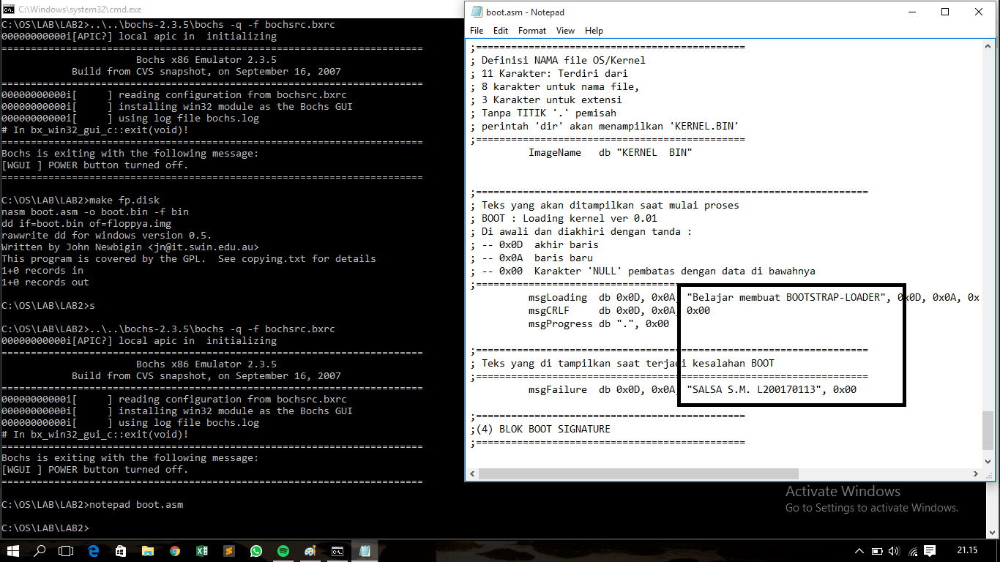 C:\Windows\system32\cmd.exe
C:\OS\LAB\LAB2>..\..\bochs-2.3.5\bochs -q -f bochsrc.bxrc
00000000000i[APIC?] local apic in  initializing
========================================================================
Bochs x86 Emulator 2.3.5
Build from CVS snapshot, on September 16, 2007
========================================================================
00000000000i[     ] reading configuration from bochsrc.bxrc
00000000000i[     ] installing win32 module as the Bochs GUI
00000000000i[     ] using log file bochs.log
# In bx_win32_gui_c::exit(void)!
========================================================================
Bochs is exiting with the following message:
[WGUI ] POWER button turned off.
========================================================================
C:\OS\LAB\LAB2>make fp.disk
nasm boot.asm -o boot.bin -f bin
dd if=boot.bin of=floppya.img
rawwrite dd for windows version 0.5.
Written by John Newbigin <jn@it.swin.edu.au>
This program is covered by the GPL.  See copying.txt for details
1+0 records in
1+0 records out
C:\OS\LAB\LAB2>s
C:\OS\LAB\LAB2>..\..\bochs-2.3.5\bochs -q -f bochsrc.bxrc
00000000000i[APIC?] local apic in  initializing
========================================================================
Bochs x86 Emulator 2.3.5
Build from CVS snapshot, on September 16, 2007
========================================================================
00000000000i[     ] reading configuration from bochsrc.bxrc
00000000000i[     ] installing win32 module as the Bochs GUI
00000000000i[     ] using log file bochs.log
# In bx_win32_gui_c::exit(void)!
========================================================================
Bochs is exiting with the following message:
[WGUI ] POWER button turned off.
========================================================================
C:\OS\LAB\LAB2>notepad boot.asm
C:\OS\LAB\LAB2>
boot.asm - Notepad
File Edit Format View Help
;==============================================
; Definisi NAMA file OS/Kernel
; 11 Karakter: Terdiri dari
; 8 karakter untuk nama file,
; 3 Karakter untuk extensi
; Tanpa TITIK '.' pemisah
; perintah 'dir' akan menampilkan 'KERNEL.BIN'
;==============================================
ImageName   db "KERNEL  BIN"
;===================================================================
; Teks yang akan ditampilkan saat mulai proses
; BOOT : Loading kernel ver 0.01
; Di awali dan diakhiri dengan tanda :
; -- 0x0D  akhir baris
; -- 0x0A  baris baru
; -- 0x00  Karakter 'NULL' pembatas dengan data di bawahnya
;===================================================================
msgLoading  db 0x0D, 0x0A, "Belajar membuat BOOTSTRAP-LOADER", 0x0D, 0x0A, 0x
msgCRLF     db 0x0D, 0x0A, 0x00
msgProgress db ".", 0x00
;===================================================================
; Teks yang di tampilkan saat terjadi kesalahan BOOT
;===================================================================
msgFailure  db 0x0D, 0x0A, "SALSA S.M. L200170113", 0x00
;==============================================
;(4) BLOK BOOT SIGNATURE
;==============================================
Activate Windows
Go to Settings to activate Windows.
21.15